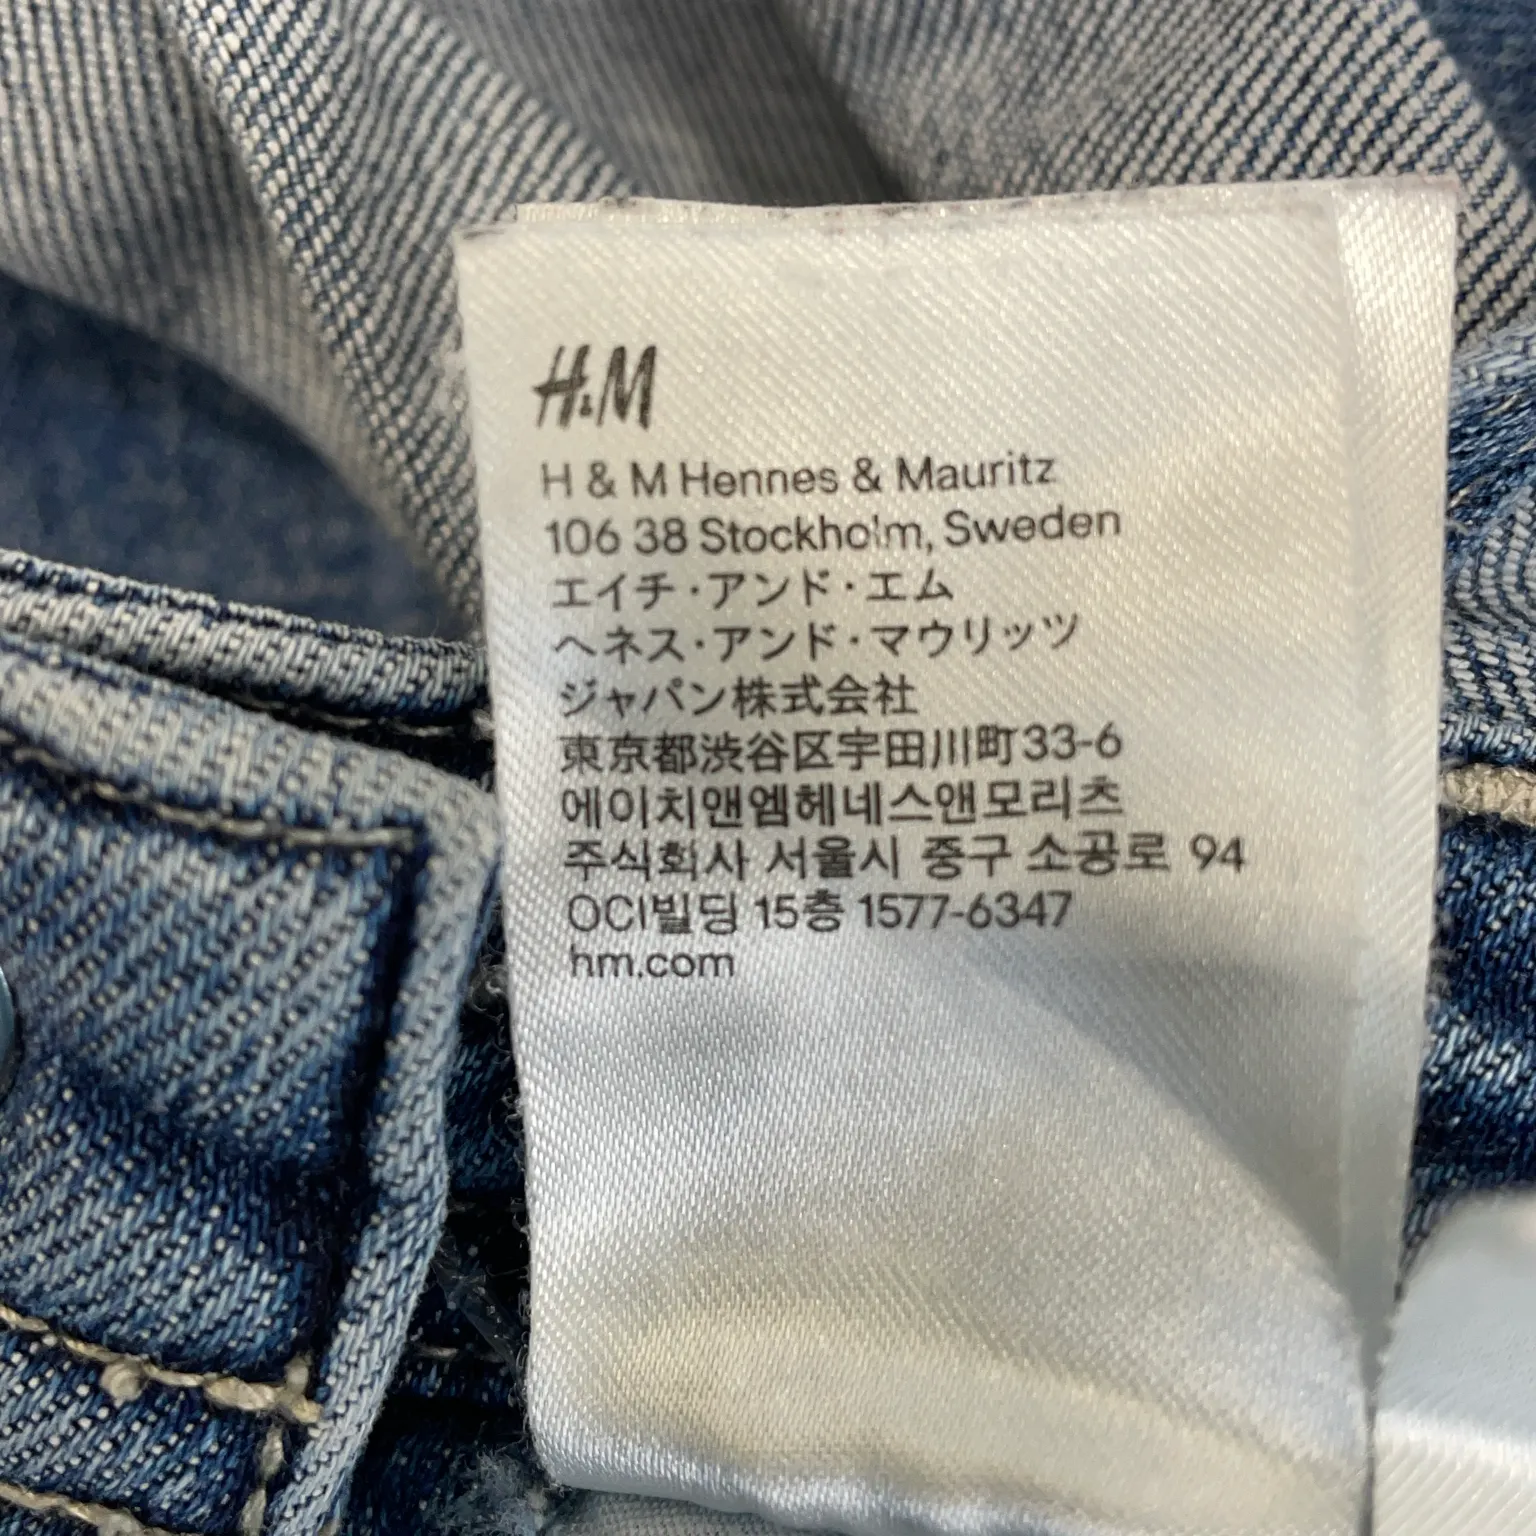 H&M
H & M Hennes & Mauritz
106 38 Stockholm, Sweden
エイチ・アンド・エム
ヘネス・アンド・マウリッツ
ジャパン株式会社
東京都渋谷区宇田川町33-6
에이치앤엠헤네스앤모리츠
주식회사 서울시 중구 소공로 94
OCI빌딩 15층 1577-6347
hm.com